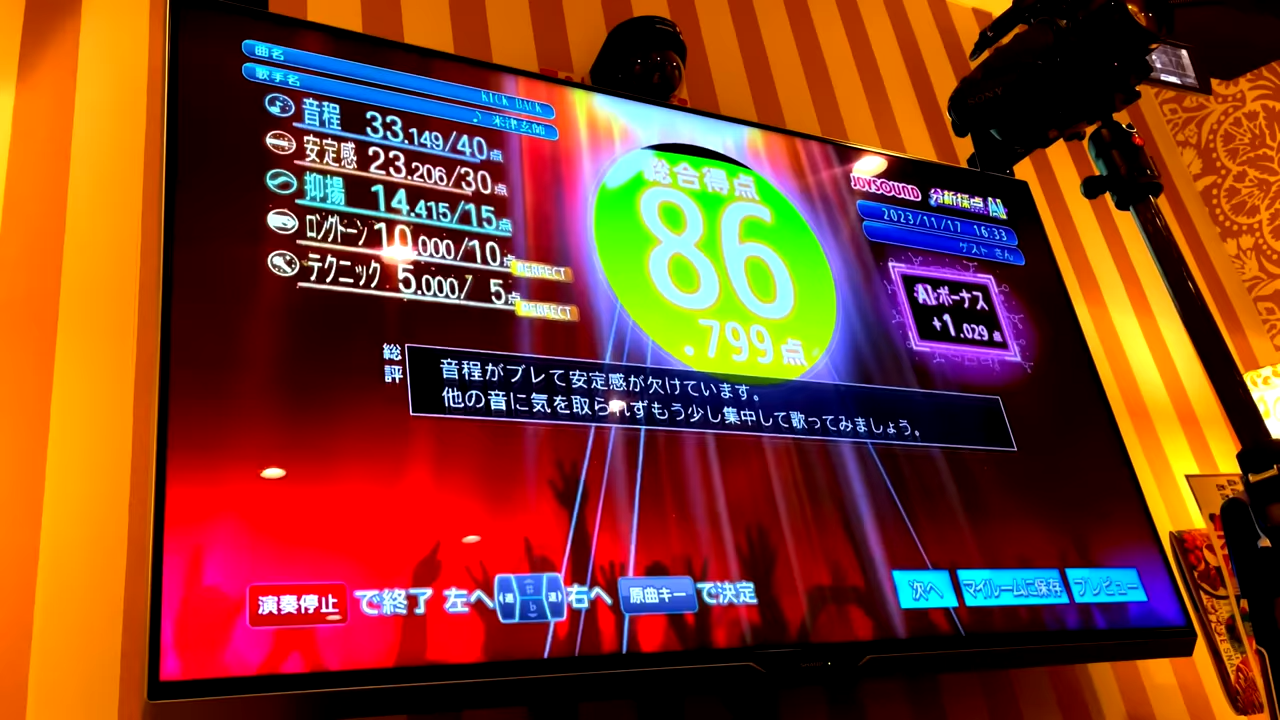 曲名
KICK BACK
歌手名
♪ 米津玄師
音程 33.149/40点
安定感 23.206/30点
抑揚 14.415/15点
ロングトーン 10.000/10点
PERFECT
テクニック 5.000/ 5点
PERFECT
総合得点
86
.799点
JOYSOUND 分析採点AI
2023/11/17 16:33
ゲスト さん
AIボーナス
+1.029点
総評
音程がブレて安定感が欠けています。
他の音に気を取られずもう少し集中して歌ってみましょう。
演奏停止 で終了 左へ 右へ 原曲キー で決定
次へ マイルームに保存 プレビュー
SONY